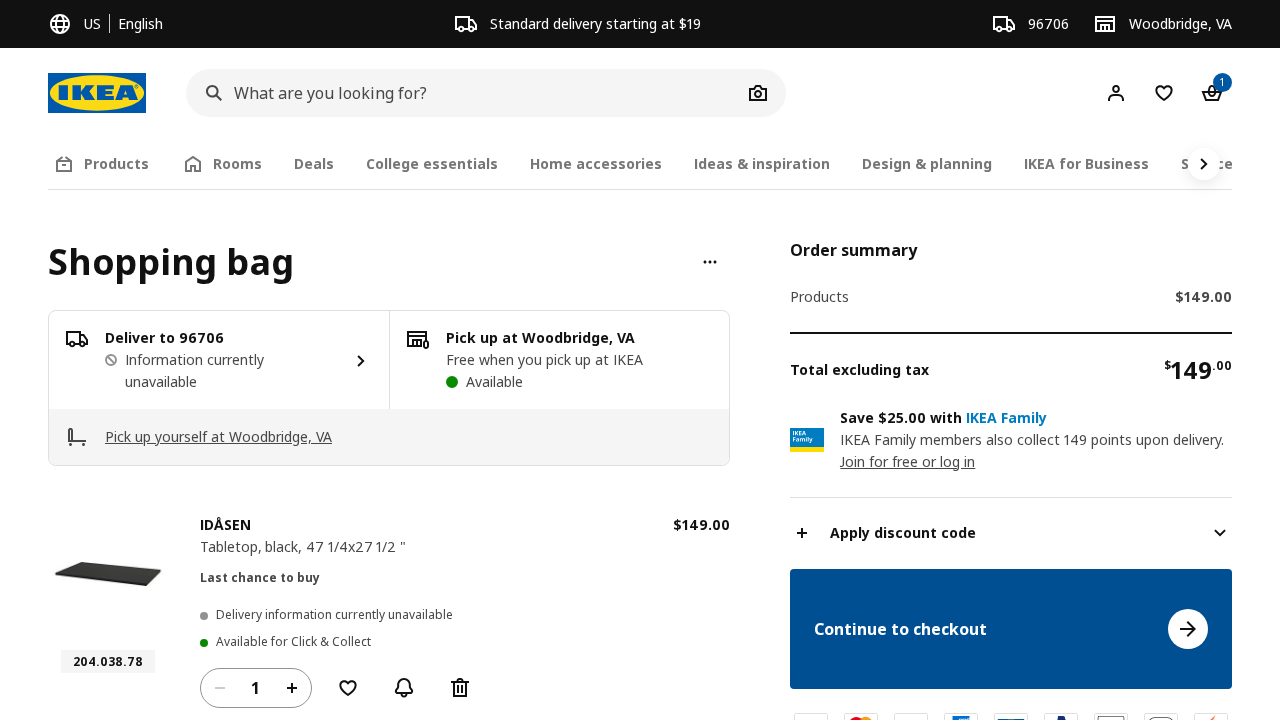 US
English
Standard delivery starting at $19
96706
Woodbridge, VA
IKEA
What are you looking for?
1
Products
Rooms
Deals
College essentials
Home accessories
Ideas & inspiration
Design & planning
IKEA for Business
Shopping bag
Deliver to 96706
Information currently
unavailable
Pick up at Woodbridge, VA
Free when you pick up at IKEA
Available
Pick up yourself at Woodbridge, VA
IDÅSEN
$149.00
Tabletop, black, 47 1/4x27 1/2 "
Last chance to buy
Delivery information currently unavailable
Available for Click & Collect
204.038.78
1
Order summary
Products
$149.00
Total excluding tax
$149.00
IKEA
Family
Save $25.00 with IKEA Family
IKEA Family members also collect 149 points upon delivery.
Join for free or log in
Apply discount code
Continue to checkout